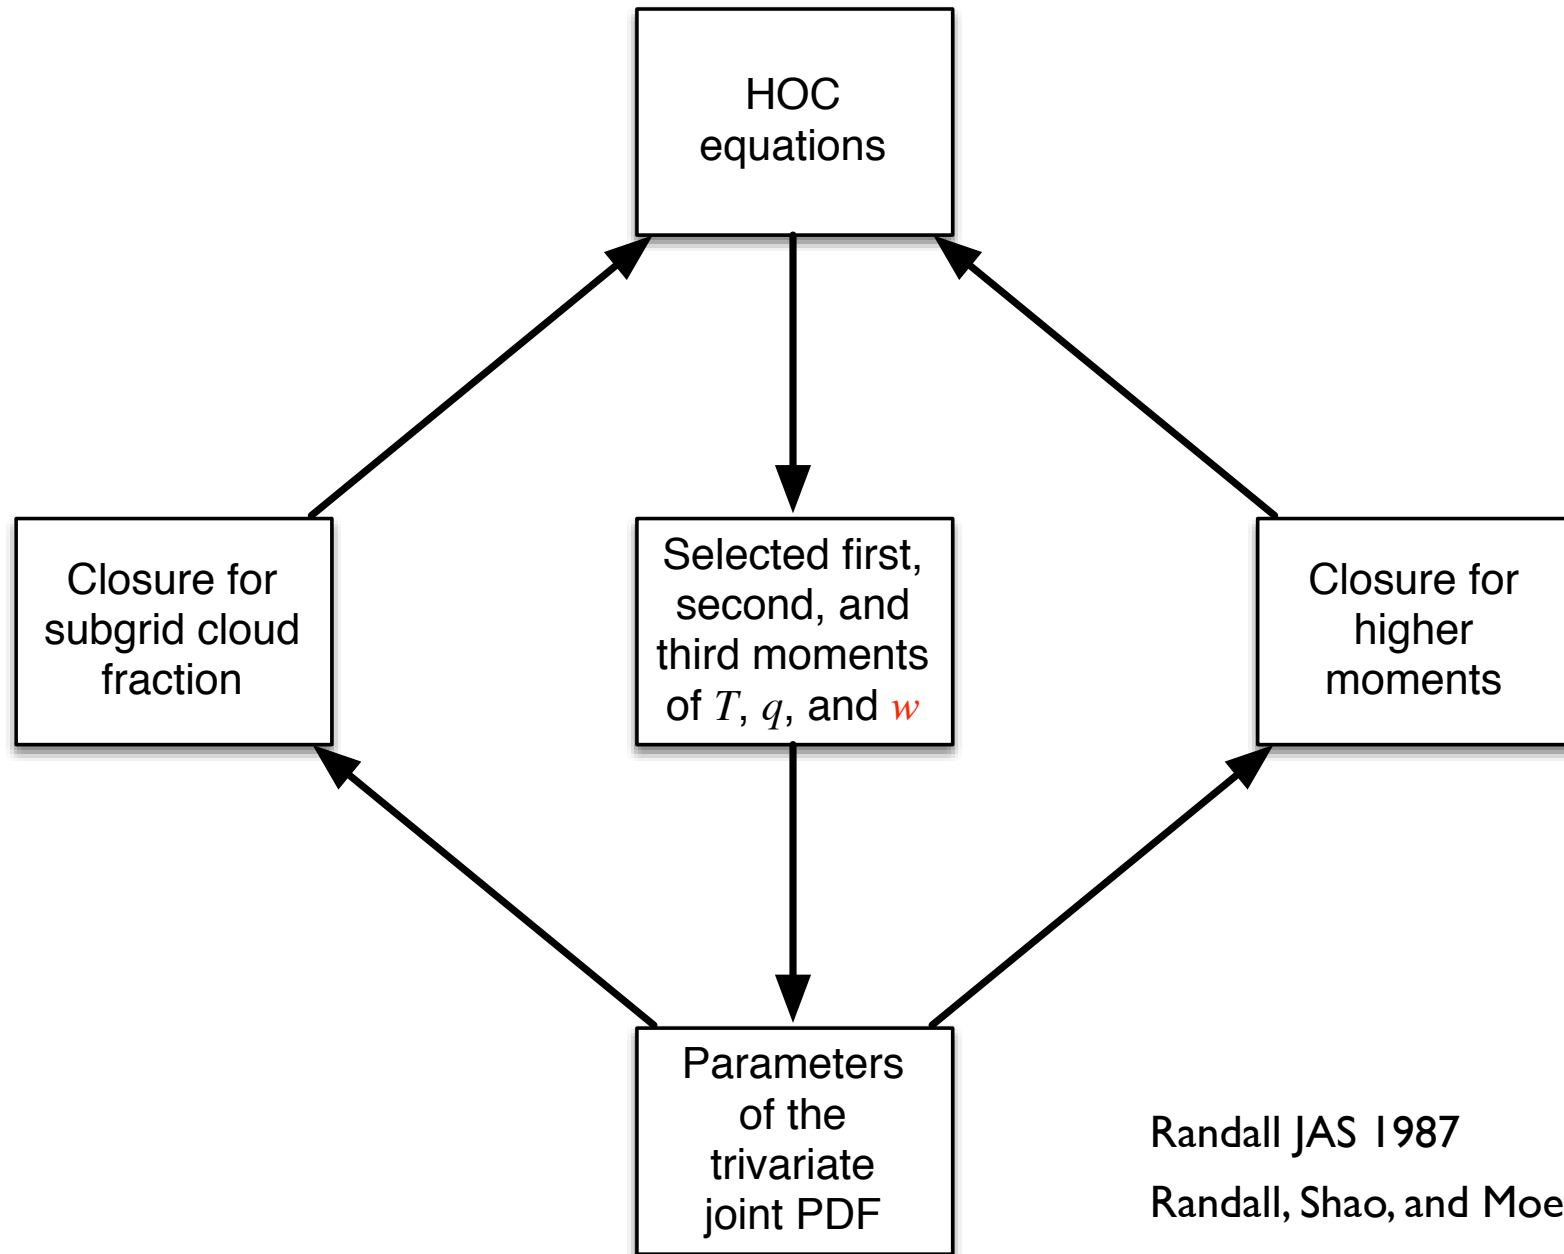 HOC
equations
Closure for
subgrid cloud
fraction
Selected first,
second, and
third moments
of T, q, and w
Closure for
higher
moments
Parameters
of the
trivariate
joint PDF
Randall JAS 1987
Randall, Shao, and Moe